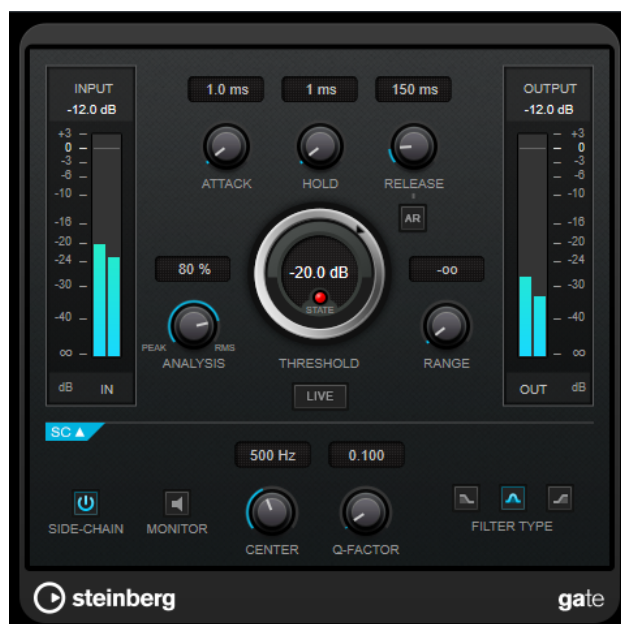 INPUT
-12.0 dB
+3
0
-3
-6
-10
-16
-20
-24
-30
-40
∞
dB IN
1.0 ms 1 ms 150 ms
ATTACK HOLD RELEASE
AR
80 %
PEAK RMS
ANALYSIS
-20.0 dB
STATE
THRESHOLD
LIVE
-∞
RANGE
OUTPUT
-12.0 dB
+3
0
-3
-6
-10
-16
-20
-24
-30
-40
∞
OUT dB
SC
500 Hz 0.100
SIDE-CHAIN MONITOR
CENTER Q-FACTOR
FILTER TYPE
steinberg gate